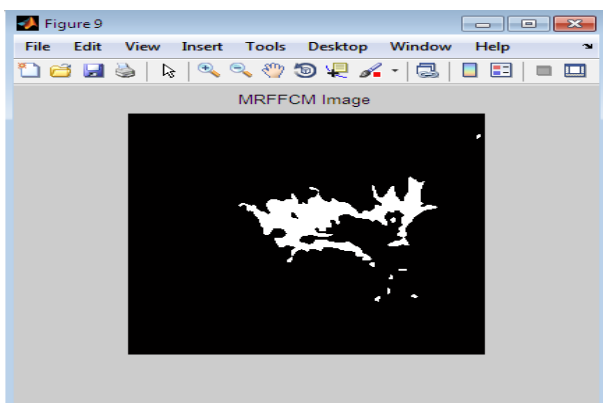 Figure 9
File Edit View Insert Tools Desktop Window Help
MRFFCM Image